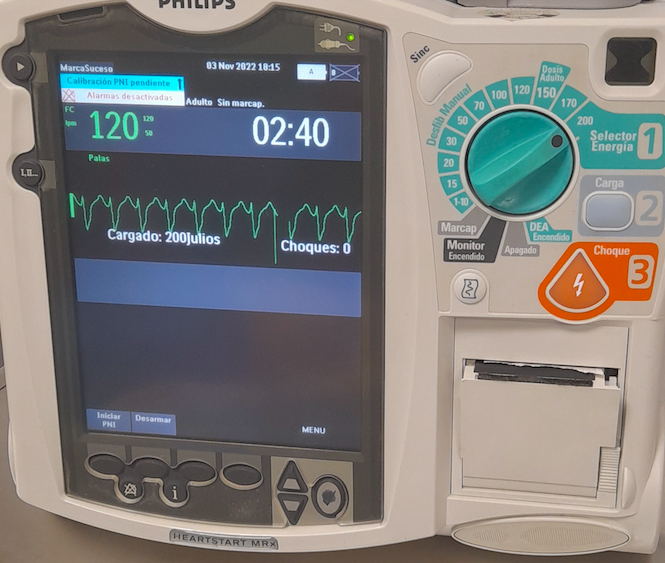 PHILIPS
MarcaSuceso
03 Nov 2022 18:15
A
B
Calibración PNI pendiente
Alarmas desactivadas
Adulto Sin marcap.
FC
lpm
120
120
50
02:40
Palas
Cargado: 200Julios
Choques: 0
Iniciar
PNI
Desarmar
MENU
I,II...
i
HEARTSTART MRx
Sinc
Desfib Manual
1-10
15
20
30
50
70
100
120
Dosis
Adulto
150
170
200
Selector
Energía
1
Carga
2
Choque
3
Marcap
Monitor
Encendido
Apagado
DEA
Encendido